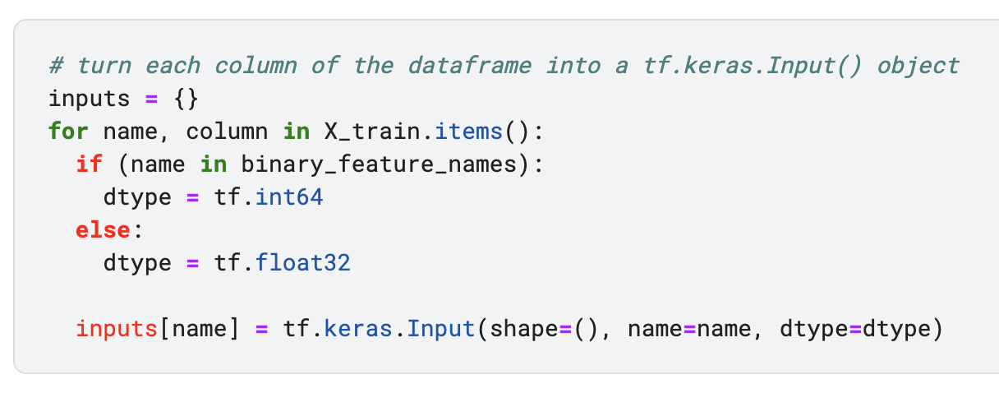 # turn each column of the dataframe into a tf.keras.Input() object
inputs = {}
for name, column in X_train.items():
  if (name in binary_feature_names):
    dtype = tf.int64
  else:
    dtype = tf.float32

  inputs[name] = tf.keras.Input(shape=(), name=name, dtype=dtype)